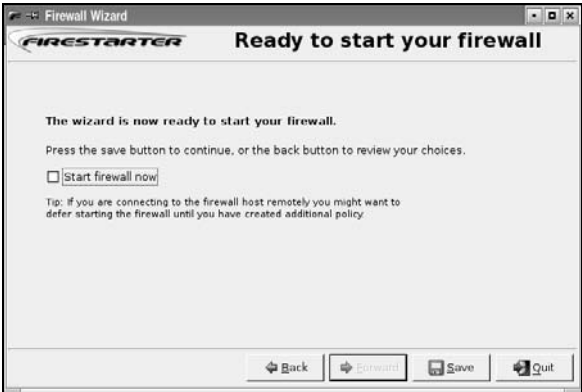 Firewall Wizard
FIRESTARTER
Ready to start your firewall
The wizard is now ready to start your firewall.
Press the save button to continue, or the back button to review your choices.
Start firewall now
Tip: If you are connecting to the firewall host remotely you might want to
defer starting the firewall until you have created additional policy.
Back
Forward
Save
Quit